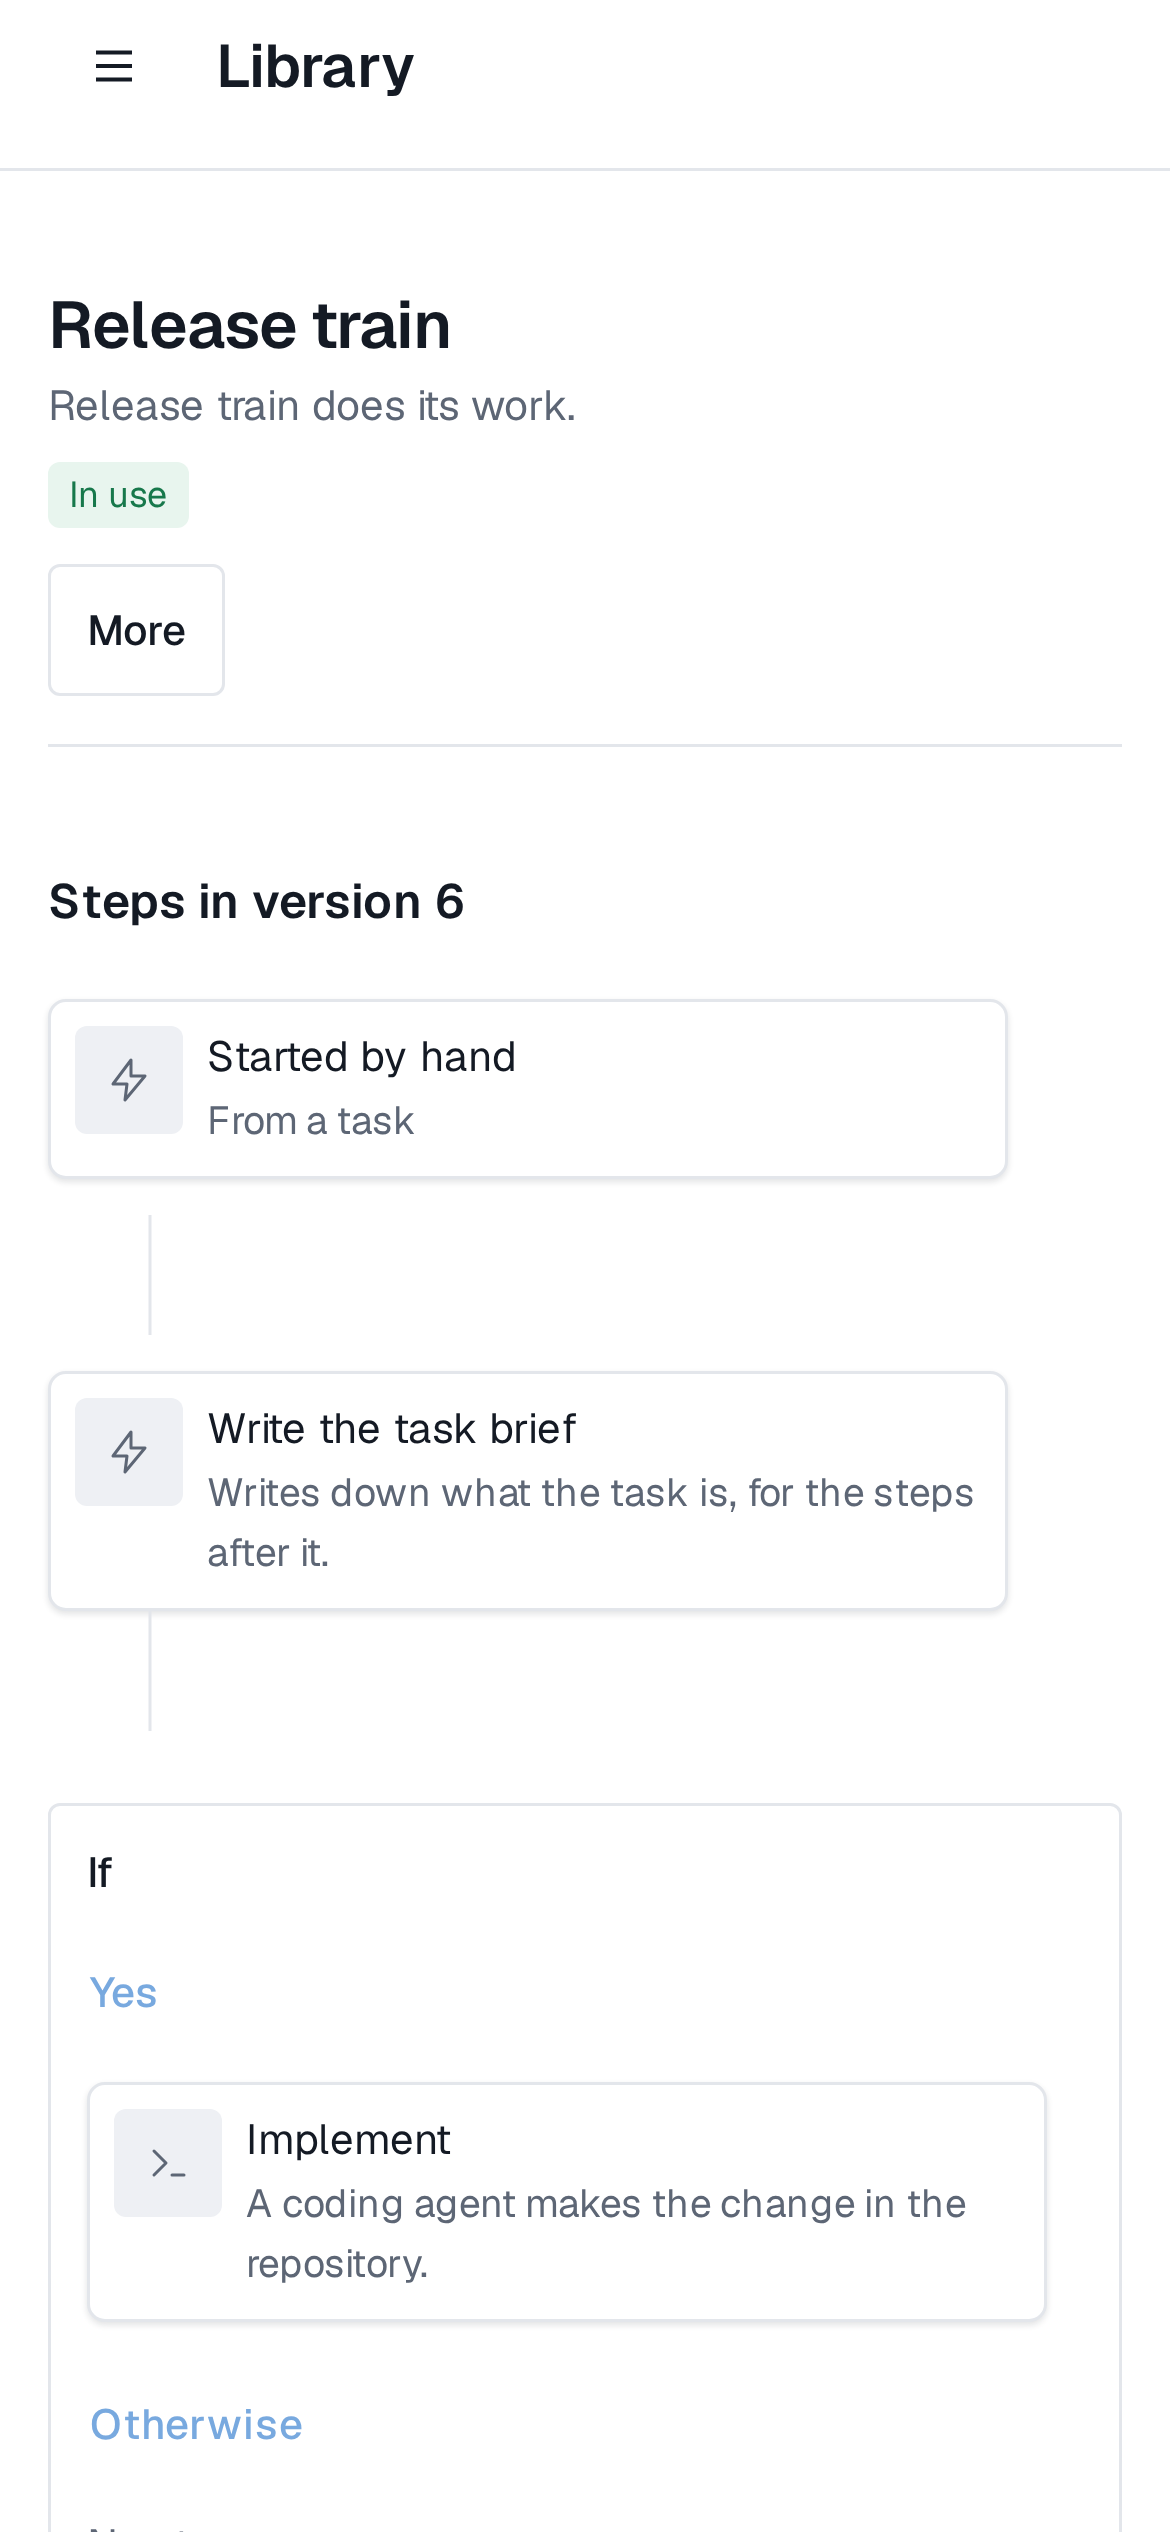 Library
Release train
Release train does its work.
In use
More
Steps in version 6
Started by hand
From a task
Write the task brief
Writes down what the task is, for the steps
after it.
If
Yes
Implement
A coding agent makes the change in the
repository.
Otherwise